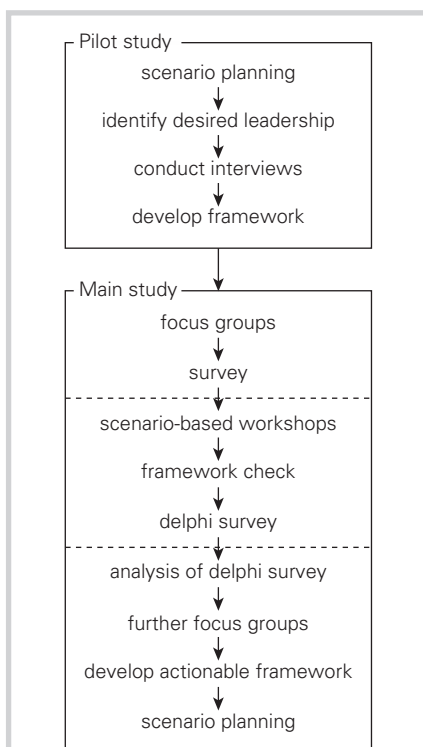 Pilot study
scenario planning
identify desired leadership
conduct interviews
develop framework
Main study
focus groups
survey
scenario-based workshops
framework check
delphi survey
analysis of delphi survey
further focus groups
develop actionable framework
scenario planning